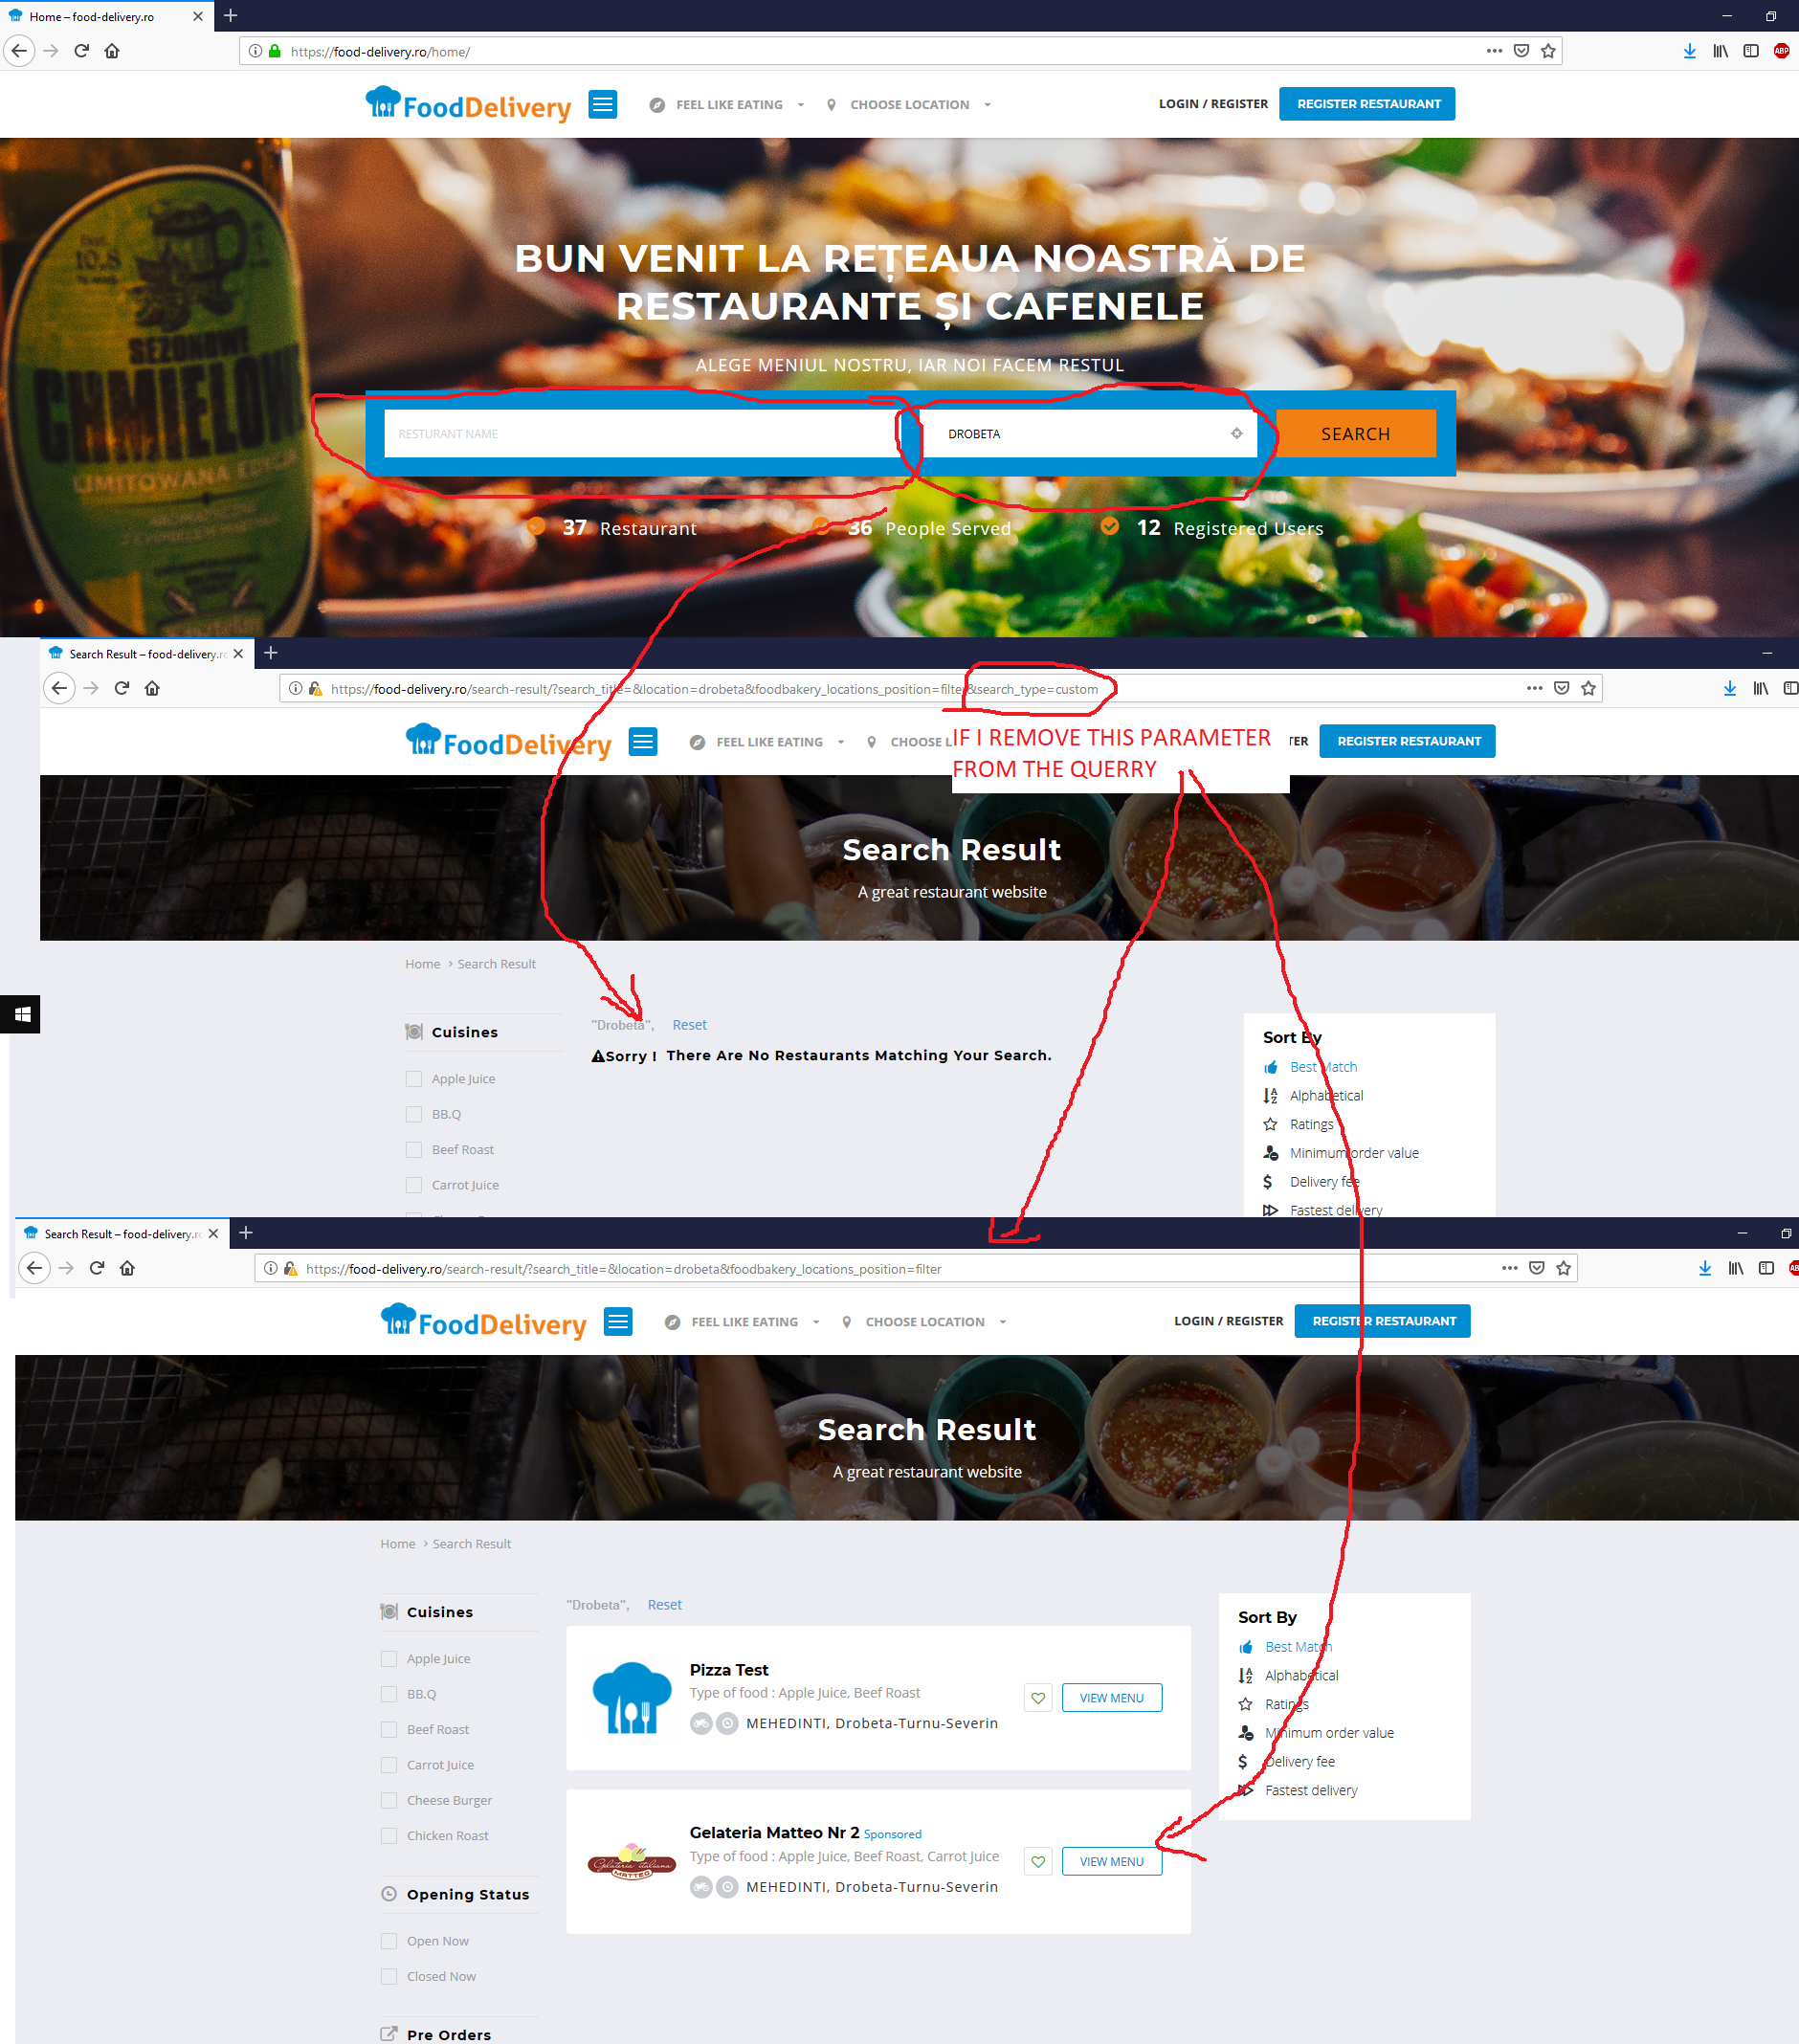 Home – food-delivery.ro
https://food-delivery.ro/home/
ABP
FoodDelivery
FEEL LIKE EATING
CHOOSE LOCATION
LOGIN / REGISTER
REGISTER RESTAURANT
SEZONOWE
CHMIELOWE
LIMITOWANA EDYCJA
BUN VENIT LA REȚEAUA NOASTRĂ DE
RESTAURANTE ȘI CAFENELE
ALEGE MENIUL NOSTRU, IAR NOI FACEM RESTUL
RESTURANT NAME
DROBETA
SEARCH
37 Restaurant
36 People Served
12 Registered Users
Search Result – food-delivery.ro
https://food-delivery.ro/search-result/?search_title=&location=drobeta&foodbakery_locations_position=filter&search_type=custom
FoodDelivery
FEEL LIKE EATING
CHOOSE L
IF I REMOVE THIS PARAMETER
FROM THE QUERRY
TER
REGISTER RESTAURANT
Search Result
A great restaurant website
Home > Search Result
Cuisines
Apple Juice
BB.Q
Beef Roast
Carrot Juice
"Drobeta", Reset
Sorry ! There Are No Restaurants Matching Your Search.
Sort By
Best Match
Alphabetical
Ratings
Minimum order value
Delivery fee
Fastest delivery
Search Result – food-delivery.ro
https://food-delivery.ro/search-result/?search_title=&location=drobeta&foodbakery_locations_position=filter
FoodDelivery
FEEL LIKE EATING
CHOOSE LOCATION
LOGIN / REGISTER
REGISTER RESTAURANT
Search Result
A great restaurant website
Home > Search Result
Cuisines
Apple Juice
BB.Q
Beef Roast
Carrot Juice
Cheese Burger
Chicken Roast
Opening Status
Open Now
Closed Now
Pre Orders
"Drobeta", Reset
Pizza Test
Type of food : Apple Juice, Beef Roast
MEHEDINTI, Drobeta-Turnu-Severin
VIEW MENU
Gelateria Matteo Nr 2 Sponsored
Gelateria italiana
MATTEO
Type of food : Apple Juice, Beef Roast, Carrot Juice
MEHEDINTI, Drobeta-Turnu-Severin
VIEW MENU
Sort By
Best Match
Alphabetical
Ratings
Minimum order value
Delivery fee
Fastest delivery